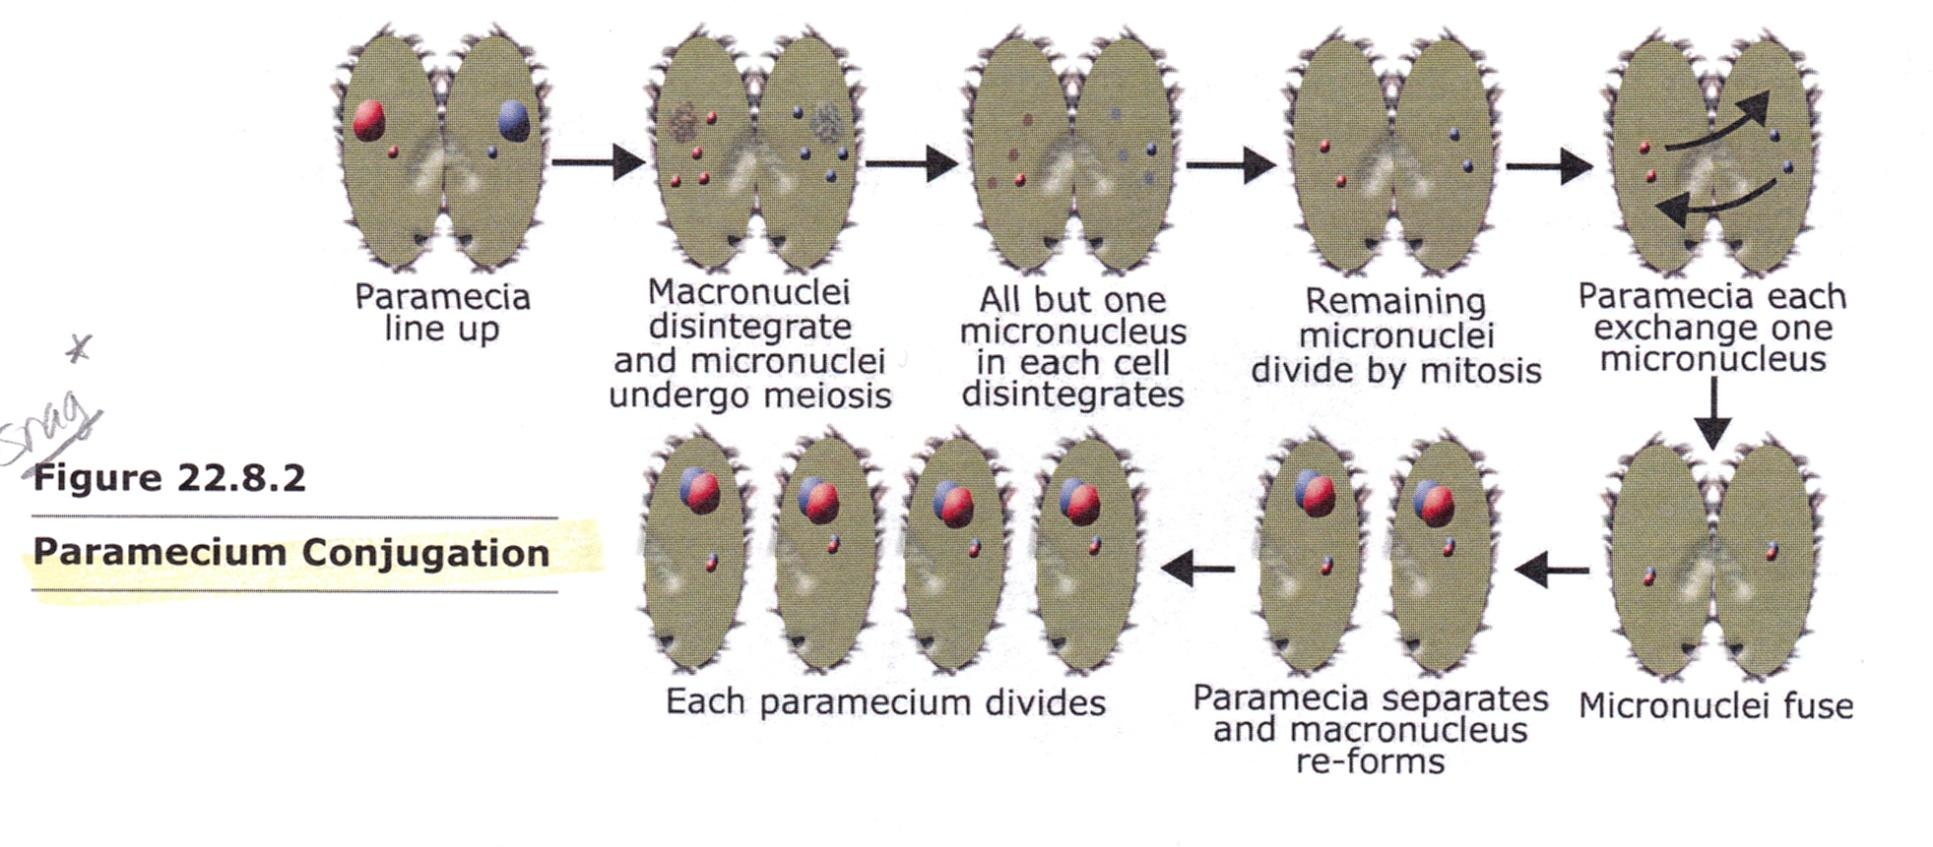 Paramecia
line up
Macronuclei
disintegrate
and micronuclei
undergo meiosis
All but one
micronucleus
in each cell
disintegrates
Remaining
micronuclei
divide by mitosis
Paramecia each
exchange one
micronucleus
Micronuclei fuse
Paramecia separates
and macronucleus
re-forms
Each paramecium divides
snag
Figure 22.8.2
Paramecium Conjugation